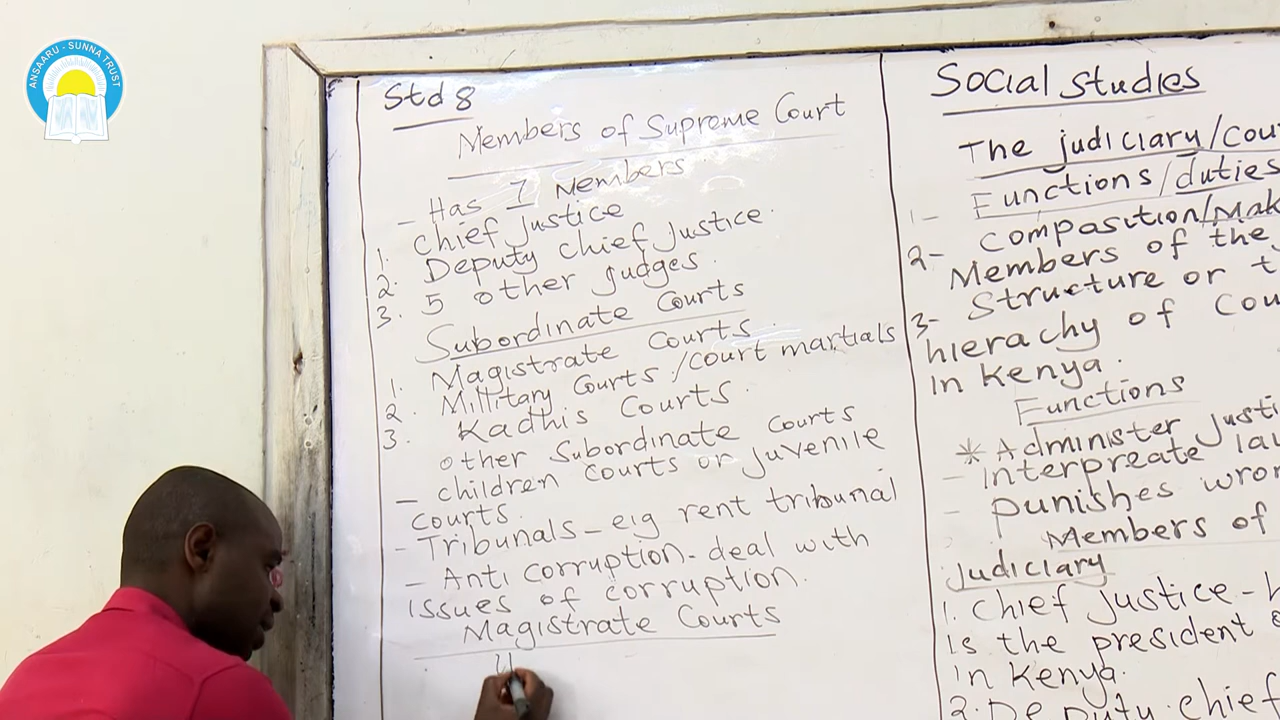 ANSAARU - SUNNA TRUST
Std 8
Members of Supreme Court
- Has 7 Members
1. Chief Justice
2. Deputy Chief Justice.
3. 5 other judges.
Subordinate Courts
1. Magistrate Courts.
2. Millitary Courts /court martials
3. Kadhis Courts.
other Subordinate Courts
- children courts or juvenile
courts.
- Tribunals - eig rent tribunal
- Anti corruption - deal with
issues of corruption.
Magistrate Courts
Social Studies
The judiciary/cou
1- Functions/duties
2- compasition/Mak
Members of the
3- Structure or t
hierachy of cou
in Kenya.
Functions
* Administer Justi
- interpreate la
- punishes wron
Members of
judiciary
1. Chief justice - h
is the president
in Kenya.
2. Deputy chief